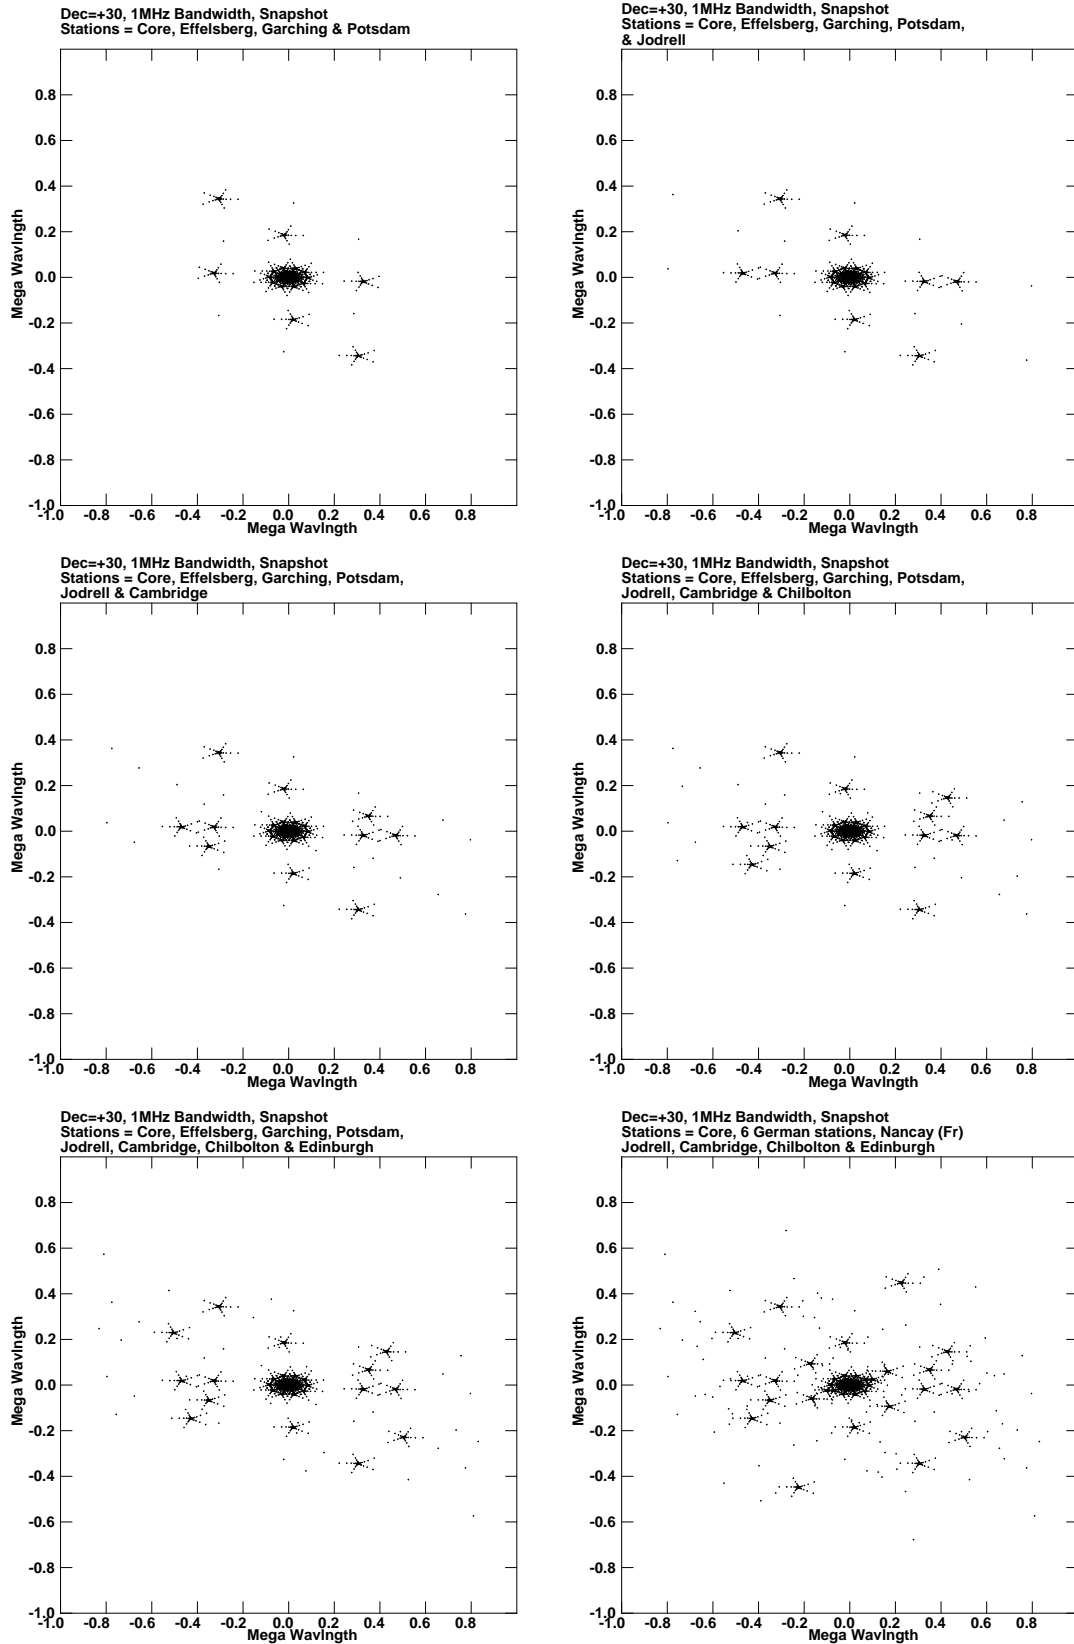 Dec=+30, 1MHz Bandwidth, Snapshot
Stations = Core, Effelsberg, Garching & Potsdam
Mega Wavlngth
0.8
0.6
0.4
0.2
0.0
-0.2
-0.4
-0.6
-0.8
-1.0
-1.0 -0.8 -0.6 -0.4 -0.2 0.0 0.2 0.4 0.6 0.8
Mega Wavlngth
Dec=+30, 1MHz Bandwidth, Snapshot
Stations = Core, Effelsberg, Garching, Potsdam,
& Jodrell
Mega Wavlngth
0.8
0.6
0.4
0.2
0.0
-0.2
-0.4
-0.6
-0.8
-1.0
-1.0 -0.8 -0.6 -0.4 -0.2 0.0 0.2 0.4 0.6 0.8
Mega Wavlngth
Dec=+30, 1MHz Bandwidth, Snapshot
Stations = Core, Effelsberg, Garching, Potsdam,
Jodrell & Cambridge
Mega Wavlngth
0.8
0.6
0.4
0.2
0.0
-0.2
-0.4
-0.6
-0.8
-1.0
-1.0 -0.8 -0.6 -0.4 -0.2 0.0 0.2 0.4 0.6 0.8
Mega Wavlngth
Dec=+30, 1MHz Bandwidth, Snapshot
Stations = Core, Effelsberg, Garching, Potsdam,
Jodrell, Cambridge & Chilbolton
Mega Wavlngth
0.8
0.6
0.4
0.2
0.0
-0.2
-0.4
-0.6
-0.8
-1.0
-1.0 -0.8 -0.6 -0.4 -0.2 0.0 0.2 0.4 0.6 0.8
Mega Wavlngth
Dec=+30, 1MHz Bandwidth, Snapshot
Stations = Core, Effelsberg, Garching, Potsdam,
Jodrell, Cambridge, Chilbolton & Edinburgh
Mega Wavlngth
0.8
0.6
0.4
0.2
0.0
-0.2
-0.4
-0.6
-0.8
-1.0
-1.0 -0.8 -0.6 -0.4 -0.2 0.0 0.2 0.4 0.6 0.8
Mega Wavlngth
Dec=+30, 1MHz Bandwidth, Snapshot
Stations = Core, 6 German stations, Nancay (Fr)
Jodrell, Cambridge, Chilbolton & Edinburgh
Mega Wavlngth
0.8
0.6
0.4
0.2
0.0
-0.2
-0.4
-0.6
-0.8
-1.0
-1.0 -0.8 -0.6 -0.4 -0.2 0.0 0.2 0.4 0.6 0.8
Mega Wavlngth